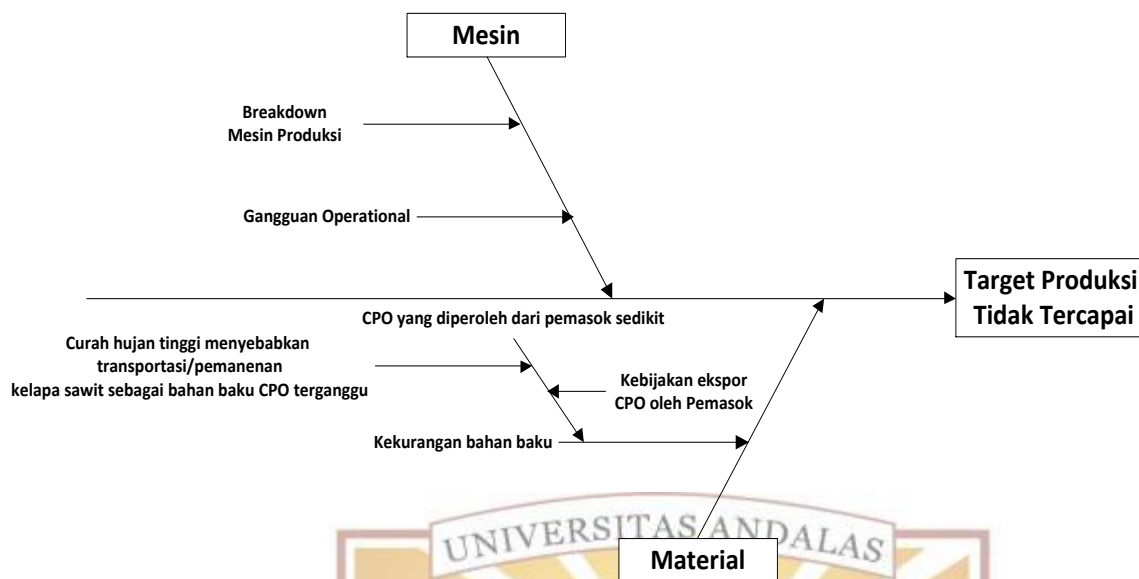 Mesin
Breakdown
Mesin Produksi
Gangguan Operational
Target Produksi
Tidak Tercapai
CPO yang diperoleh dari pemasok sedikit
Curah hujan tinggi menyebabkan
transportasi/pemanenan
kelapa sawit sebagai bahan baku CPO terganggu
Kebijakan ekspor
CPO oleh Pemasok
Kekurangan bahan baku
UNIVERSITAS ANDALAS
Material